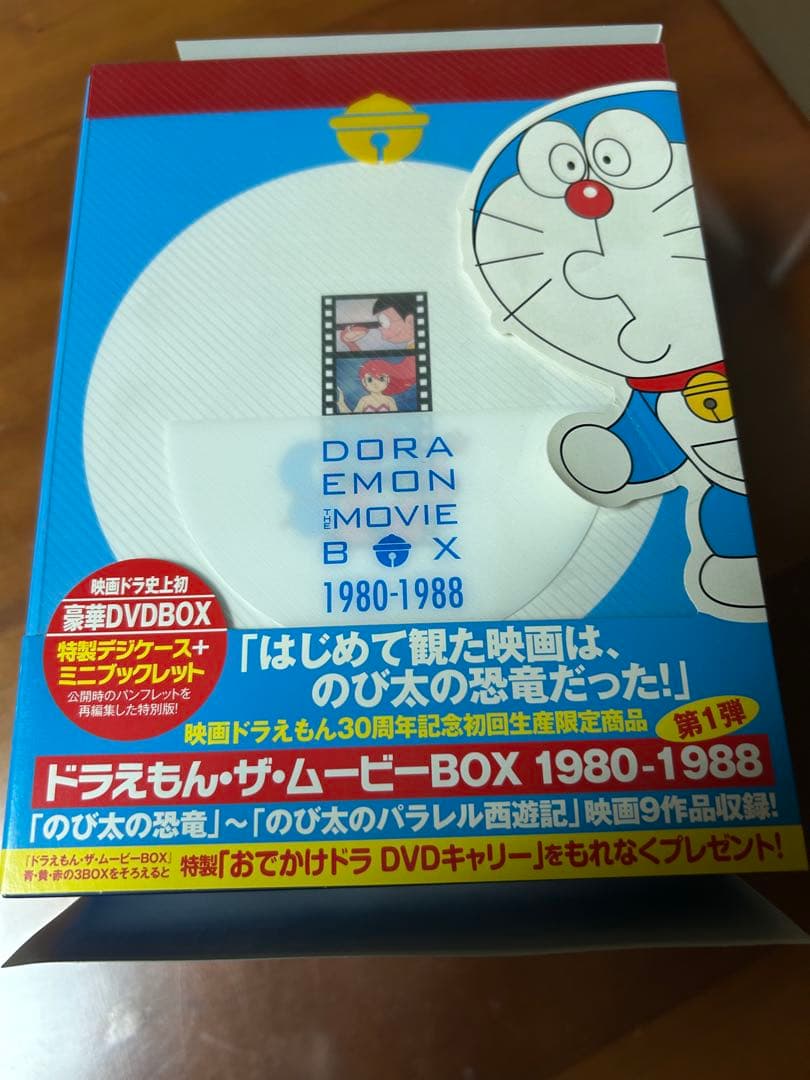 DORA
EMON
THE MOVIE
BOX
1980-1988
映画ドラ史上初
豪華DVDBOX
特製デジケース+
ミニブックレット
公開時のパンフレットを
再編集した特別版!
「はじめて観た映画は、
のび太の恐竜だった!」
映画ドラえもん30周年記念初回生産限定商品
第1弾
ドラえもん・ザ・ムービーBOX 1980-1988
「のび太の恐竜」〜「のび太のパラレル西遊記」映画9作品収録!
「ドラえもん・ザ・ムービーBOX」
青・黄・赤の3BOXをそろえると
特製「おでかけドラ DVDキャリー」をもれなくプレゼント!